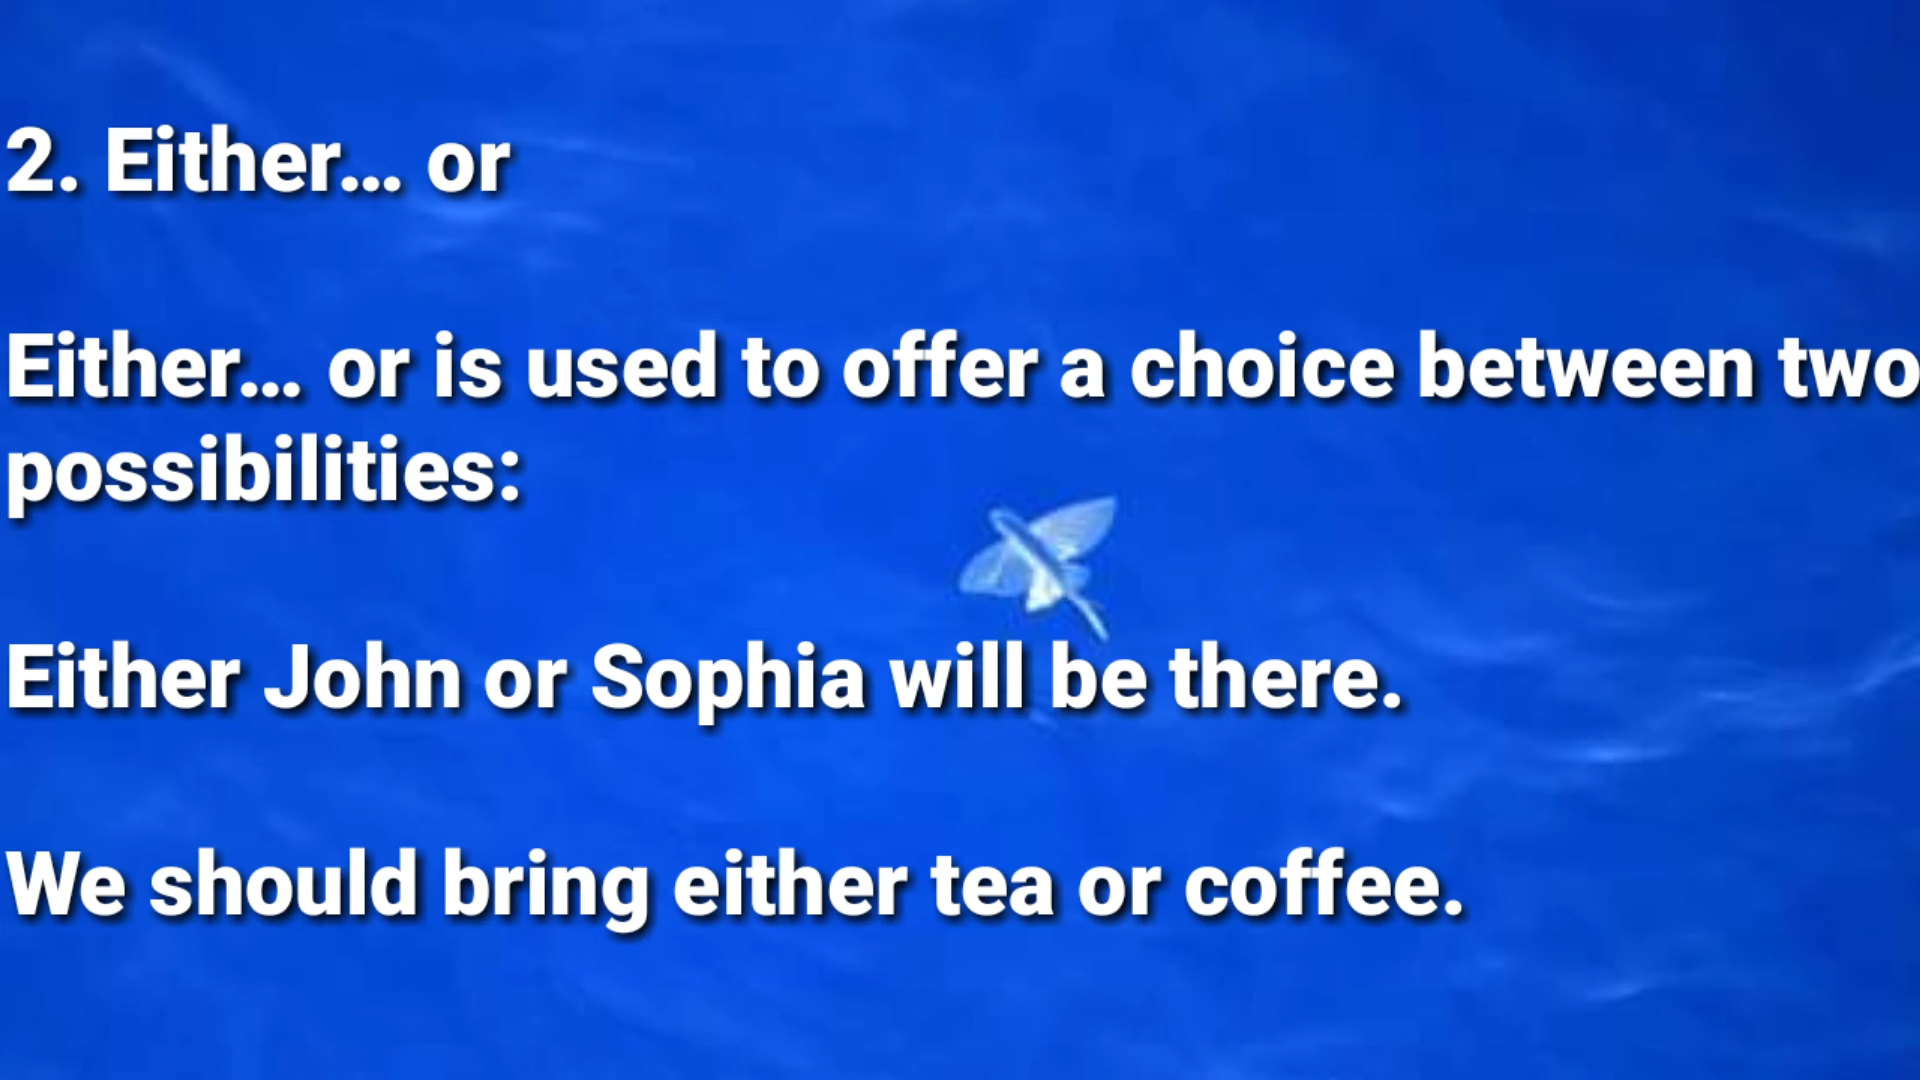 2. Either... or
Either... or is used to offer a choice between two
possibilities:
Either John or Sophia will be there.
We should bring either tea or coffee.